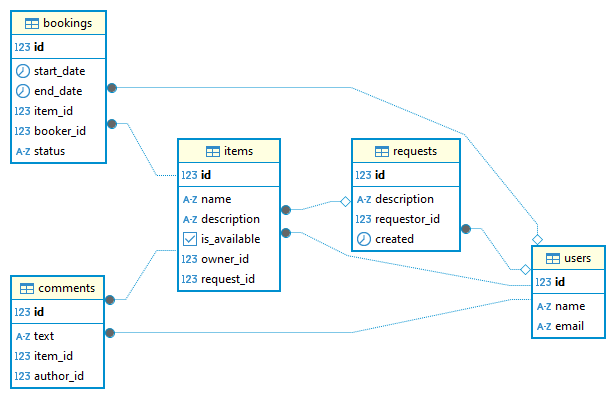 bookings
123 id
start_date
end_date
123 item_id
123 booker_id
A-Z status
items
123 id
A-Z name
A-Z description
is_available
123 owner_id
123 request_id
requests
123 id
A-Z description
123 requestor_id
created
users
123 id
A-Z name
A-Z email
comments
123 id
A-Z text
123 item_id
123 author_id